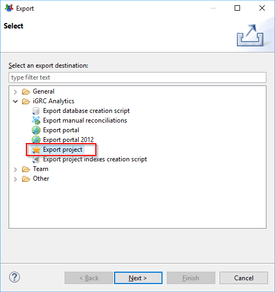 Export
Select
Select an export destination:
type filter text
General
iGRC Analytics
Export database creation script
Export manual reconciliations
Export portal
Export portal 2012
Export project
Export project indexes creation script
Team
Other
< Back
Next >
Finish
Cancel